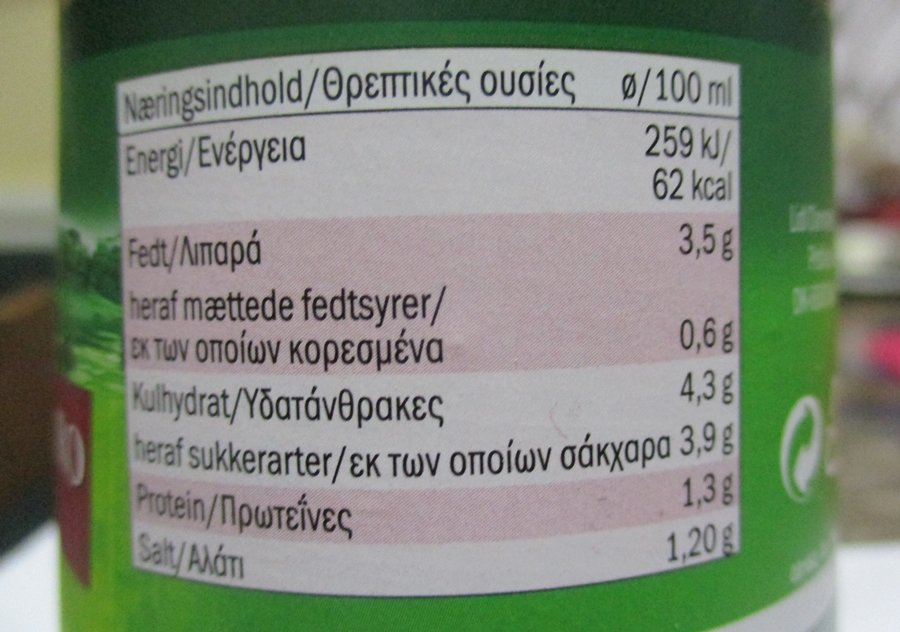 Næringsindhold/Θρεπτικές ουσίες ø/100 ml
Energi/Ενέργεια 259 kJ/
62 kcal
Fedt/Λιπαρά 3,5 g
heraf mættede fedtsyrer/
εκ των οποίων κορεσμένα 0,6 g
Kulhydrat/Υδατάνθρακες 4,3 g
heraf sukkerarter/εκ των οποίων σάκχαρα 3,9 g
Protein/Πρωτεΐνες 1,3 g
Salt/Αλάτι 1,20 g